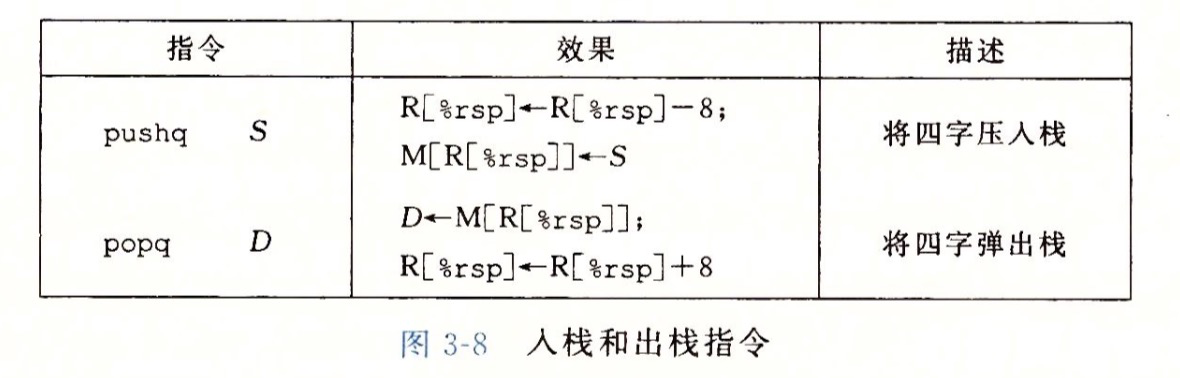 指令 效果 描述
pushq S R[%rsp]←R[%rsp]−8; 将四字压入栈
M[R[%rsp]]←S
popq D D←M[R[%rsp]]; 将四字弹出栈
R[%rsp]←R[%rsp]+8
图 3-8 入栈和出栈指令